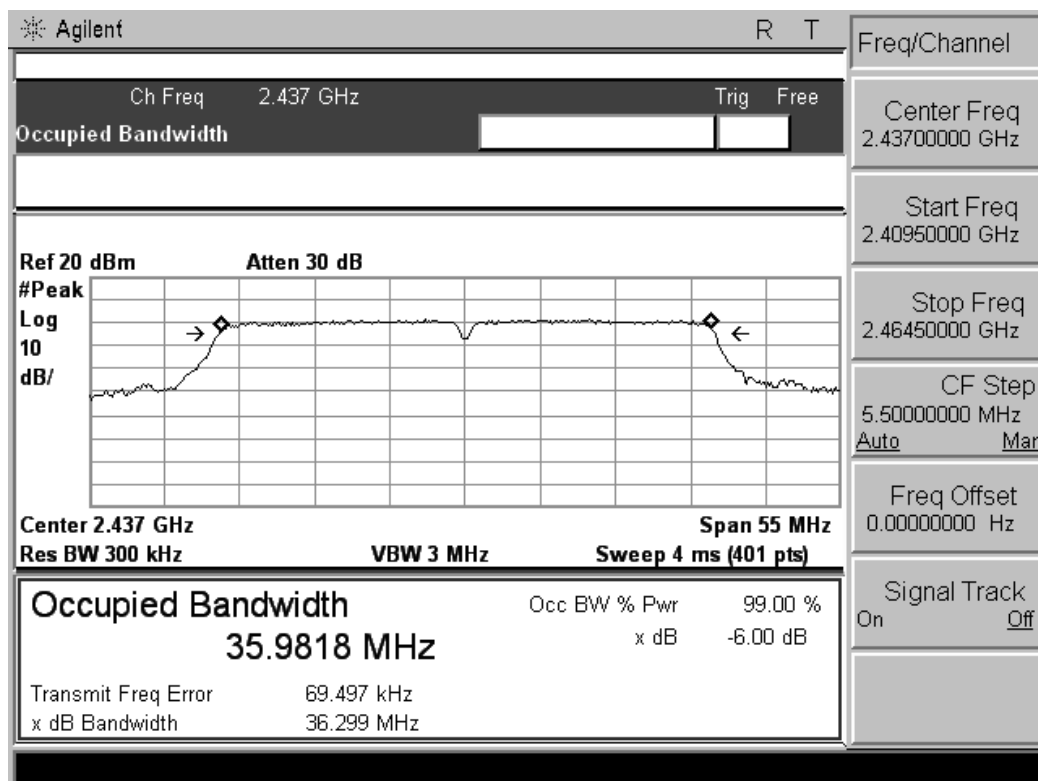 Agilent R T
Ch Freq 2.437 GHz Trig Free
Occupied Bandwidth
Ref 20 dBm Atten 30 dB
#Peak
Log
10
dB/
Center 2.437 GHz Span 55 MHz
Res BW 300 kHz VBW 3 MHz Sweep 4 ms (401 pts)
Occupied Bandwidth
35.9818 MHz
Occ BW % Pwr 99.00 %
x dB -6.00 dB
Transmit Freq Error 69.497 kHz
x dB Bandwidth 36.299 MHz
Freq/Channel
Center Freq
2.43700000 GHz
Start Freq
2.40950000 GHz
Stop Freq
2.46450000 GHz
CF Step
5.50000000 MHz
Auto Man
Freq Offset
0.00000000 Hz
Signal Track
On Off